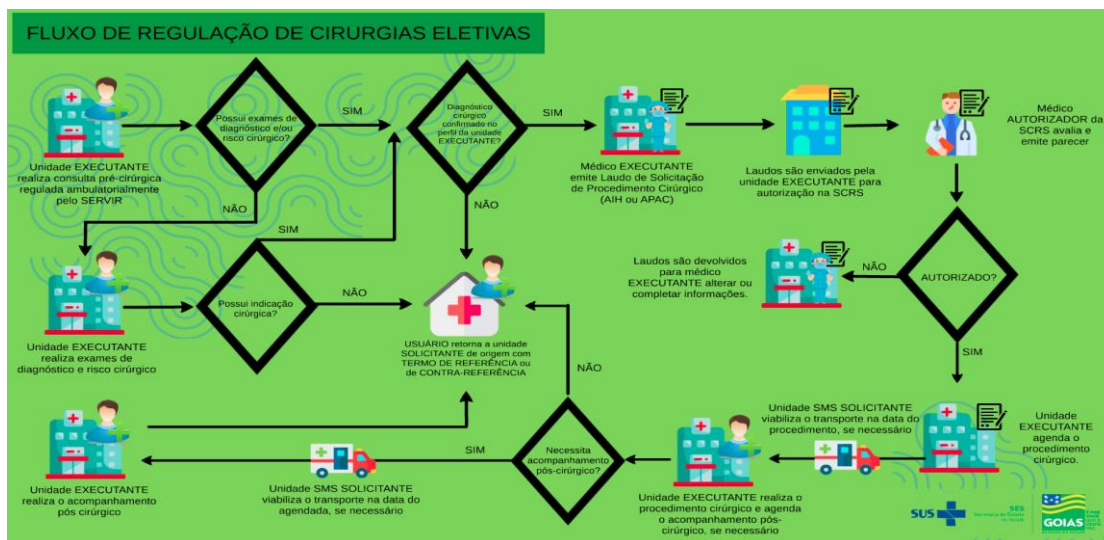 FLUXO DE REGULAÇÃO DE CIRURGIAS ELETIVAS
Unidade EXECUTANTE
realiza consulta pré-cirúrgica
regulada ambulatorialmente
pelo SERVIR
Possui exames de
diagnóstico e/ou
risco cirúrgico?
SIM
NÃO
Diagnóstico
cirúrgico
confirmado no
perfil da unidade
EXECUTANTE?
SIM
NÃO
Médico EXECUTANTE
emite Laudo de Solicitação
de Procedimento Cirúrgico
(AIH ou APAC)
Laudos são enviados pela
unidade EXECUTANTE para
autorização na SCRS
Médico
AUTORIZADOR da
SCRS avalia e
emite parecer
Unidade EXECUTANTE
realiza exames de
diagnóstico e risco cirúrgico
Possui indicação
cirúrgica?
SIM
NÃO
USUÁRIO retorna a unidade
SOLICITANTE de origem com
TERMO DE REFERÊNCIA ou
de CONTRA-REFERÊNCIA
Laudos são devolvidos
para médico
EXECUTANTE alterar ou
completar informações.
NÃO
AUTORIZADO?
SIM
Unidade EXECUTANTE
realiza o acompanhamento
pós cirúrgico
SIM
Unidade SMS SOLICITANTE
viabiliza o transporte na data do
agendada, se necessário
NÃO
Necessita
acompanhamento
pós-cirúrgico?
Unidade EXECUTANTE realiza o
procedimento cirúrgico e agenda
o acompanhamento pós-
cirúrgico, se necessário
Unidade SMS SOLICITANTE
viabiliza o transporte na data do
procedimento, se necessário
Unidade
EXECUTANTE
agenda o
procedimento
cirúrgico.
SUS
SES
Secretaria de Estado
da Saúde
GOIÁS